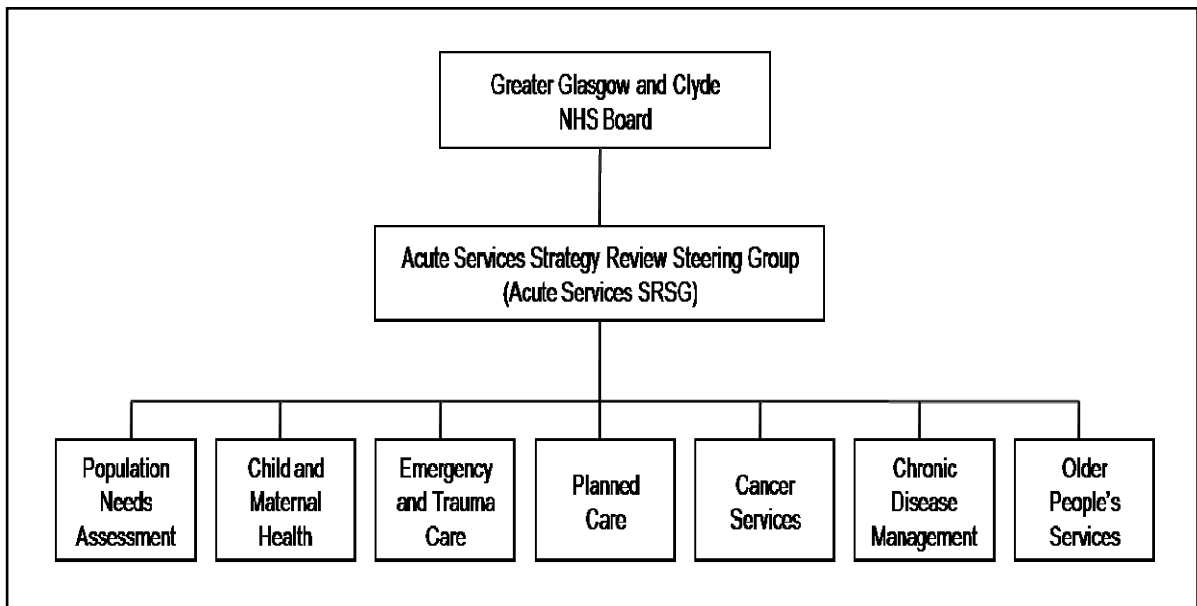 Greater Glasgow and Clyde
NHS Board
Acute Services Strategy Review Steering Group
(Acute Services SRSG)
Population
Needs
Assessment
Child and
Maternal
Health
Emergency
and Trauma
Care
Planned
Care
Cancer
Services
Chronic
Disease
Management
Older
People's
Services